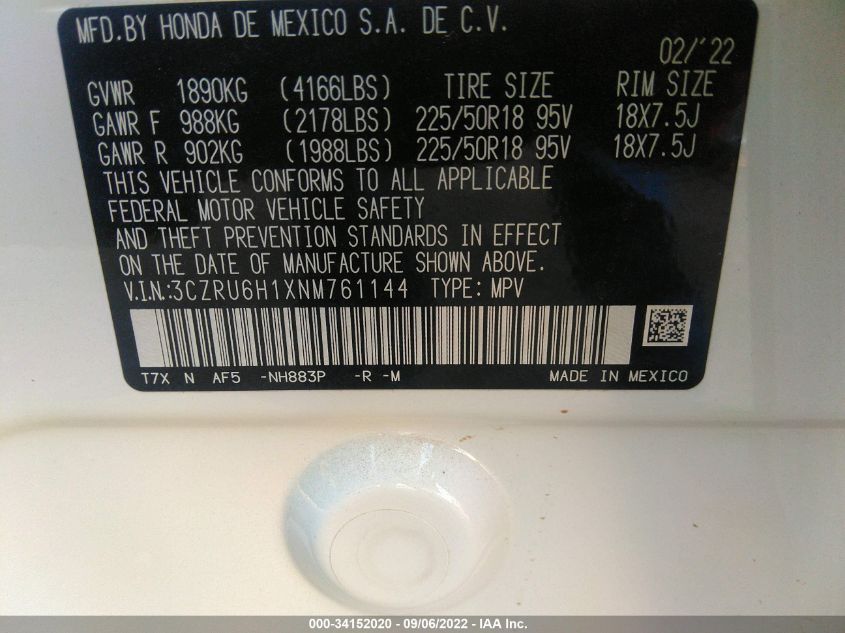 MFD.BY HONDA DE MEXICO S.A. DE C.V.
02/'22
GVWR 1890KG (4166LBS) TIRE SIZE RIM SIZE
GAWR F 988KG (2178LBS) 225/50R18 95V 18X7.5J
GAWR R 902KG (1988LBS) 225/50R18 95V 18X7.5J
THIS VEHICLE CONFORMS TO ALL APPLICABLE
FEDERAL MOTOR VEHICLE SAFETY
AND THEFT PREVENTION STANDARDS IN EFFECT
ON THE DATE OF MANUFACTURE SHOWN ABOVE.
V.I.N.:3CZRU6H1XNM761144 TYPE: MPV
T7X N AF5 -NH883P -R -M MADE IN MEXICO
000-34152020 - 09/06/2022 - IAA Inc.